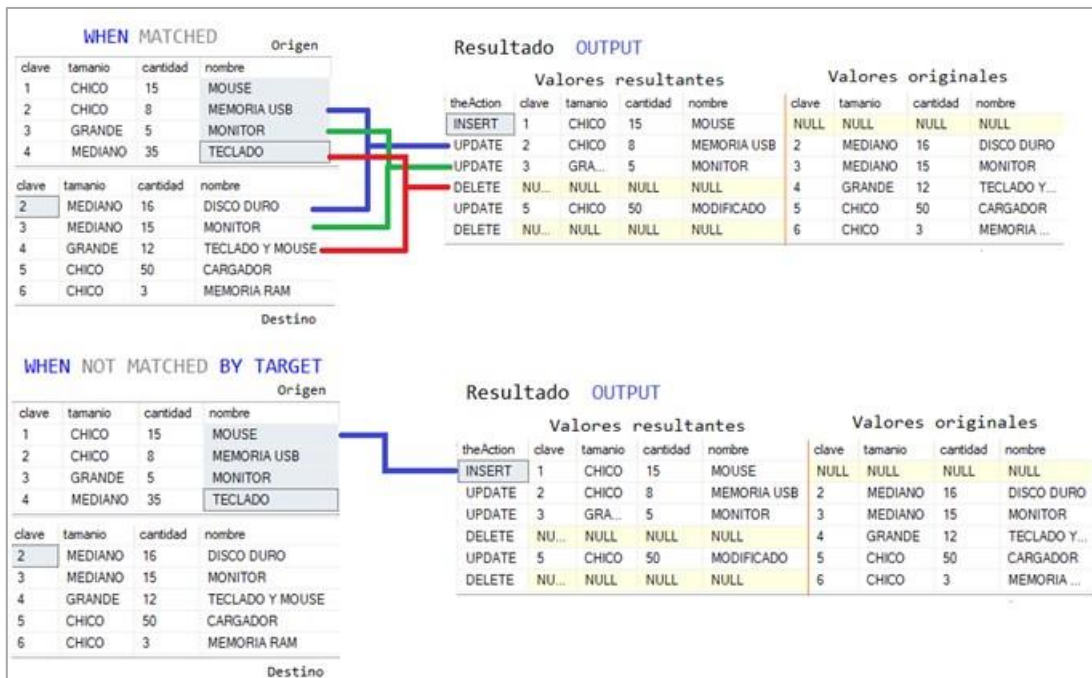 WHEN MATCHED
Origen
clave tamanio cantidad nombre
1 CHICO 15 MOUSE
2 CHICO 8 MEMORIA USB
3 GRANDE 5 MONITOR
4 MEDIANO 35 TECLADO
clave tamanio cantidad nombre
2 MEDIANO 16 DISCO DURO
3 MEDIANO 15 MONITOR
4 GRANDE 12 TECLADO Y MOUSE
5 CHICO 50 CARGADOR
6 CHICO 3 MEMORIA RAM
Destino
Resultado OUTPUT
Valores resultantes Valores originales
theAction clave tamanio cantidad nombre clave tamanio cantidad nombre
INSERT 1 CHICO 15 MOUSE NULL NULL NULL NULL
UPDATE 2 CHICO 8 MEMORIA USB 2 MEDIANO 16 DISCO DURO
UPDATE 3 GRA... 5 MONITOR 3 MEDIANO 15 MONITOR
DELETE NU... NULL NULL NULL 4 GRANDE 12 TECLADO Y...
UPDATE 5 CHICO 50 MODIFICADO 5 CHICO 50 CARGADOR
DELETE NU... NULL NULL NULL 6 CHICO 3 MEMORIA ...
WHEN NOT MATCHED BY TARGET
Origen
clave tamanio cantidad nombre
1 CHICO 15 MOUSE
2 CHICO 8 MEMORIA USB
3 GRANDE 5 MONITOR
4 MEDIANO 35 TECLADO
clave tamanio cantidad nombre
2 MEDIANO 16 DISCO DURO
3 MEDIANO 15 MONITOR
4 GRANDE 12 TECLADO Y MOUSE
5 CHICO 50 CARGADOR
6 CHICO 3 MEMORIA RAM
Destino
Resultado OUTPUT
Valores resultantes Valores originales
theAction clave tamanio cantidad nombre clave tamanio cantidad nombre
INSERT 1 CHICO 15 MOUSE NULL NULL NULL NULL
UPDATE 2 CHICO 8 MEMORIA USB 2 MEDIANO 16 DISCO DURO
UPDATE 3 GRA... 5 MONITOR 3 MEDIANO 15 MONITOR
DELETE NU... NULL NULL NULL 4 GRANDE 12 TECLADO Y...
UPDATE 5 CHICO 50 MODIFICADO 5 CHICO 50 CARGADOR
DELETE NU... NULL NULL NULL 6 CHICO 3 MEMORIA ...